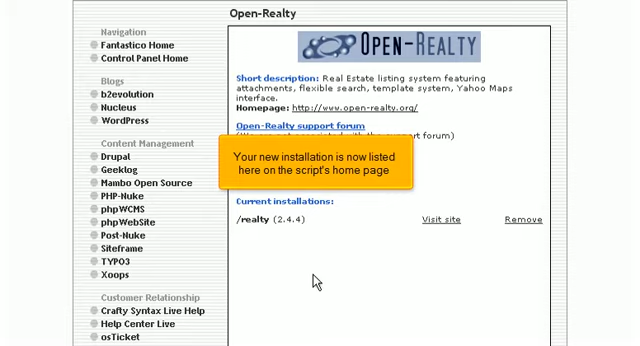 Open-Realty
Navigation
Fantastico Home
Control Panel Home
Blogs
b2evolution
Nucleus
WordPress
Content Management
Drupal
Geeklog
Mambo Open Source
PHP-Nuke
phpWCMS
phpWebSite
Post-Nuke
Siteframe
TYPO3
Xoops
Customer Relationship
Crafty Syntax Live Help
Help Center Live
osTicket
OPEN-REALTY
Short description: Real Estate listing system featuring
attachments, flexible search, template system, Yahoo Maps
interface.
Homepage: http://www.open-realty.org/
Open-Realty support forum
support forum)
Your new installation is now listed
here on the script's home page
Current installations:
/realty (2.4.4) Visit site Remove